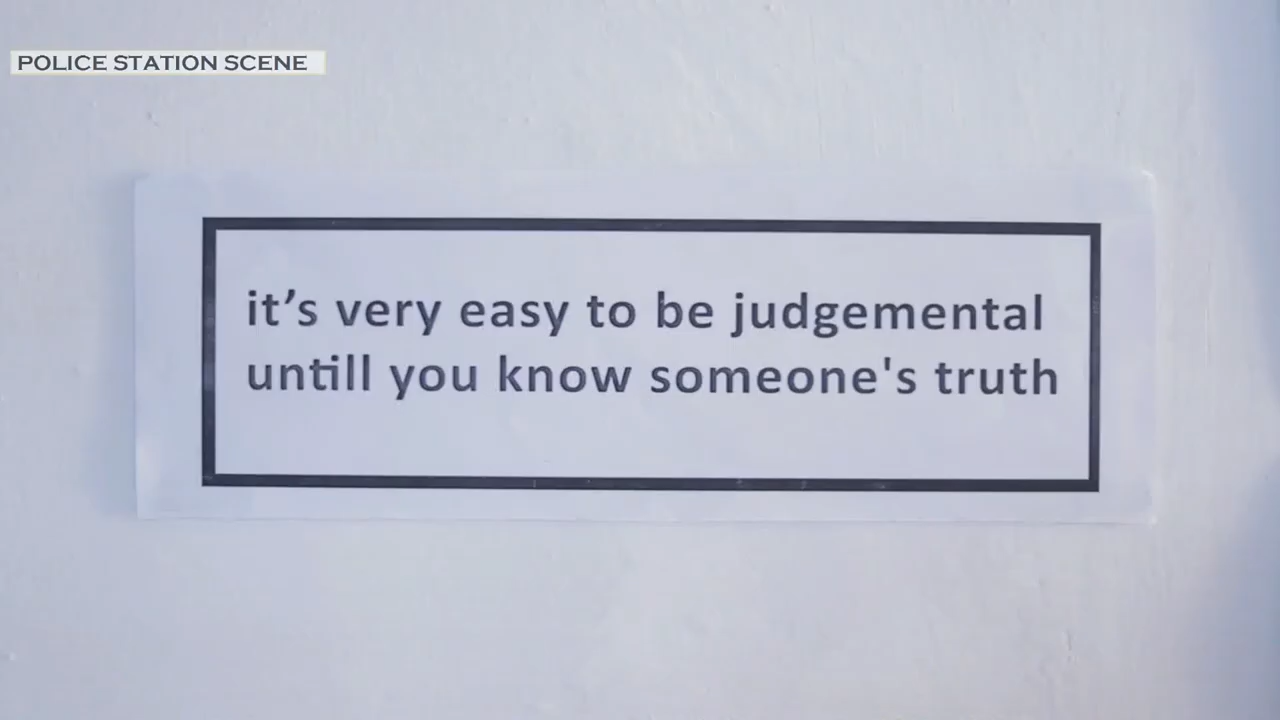 POLICE STATION SCENE
it’s very easy to be judgemental
untill you know someone's truth